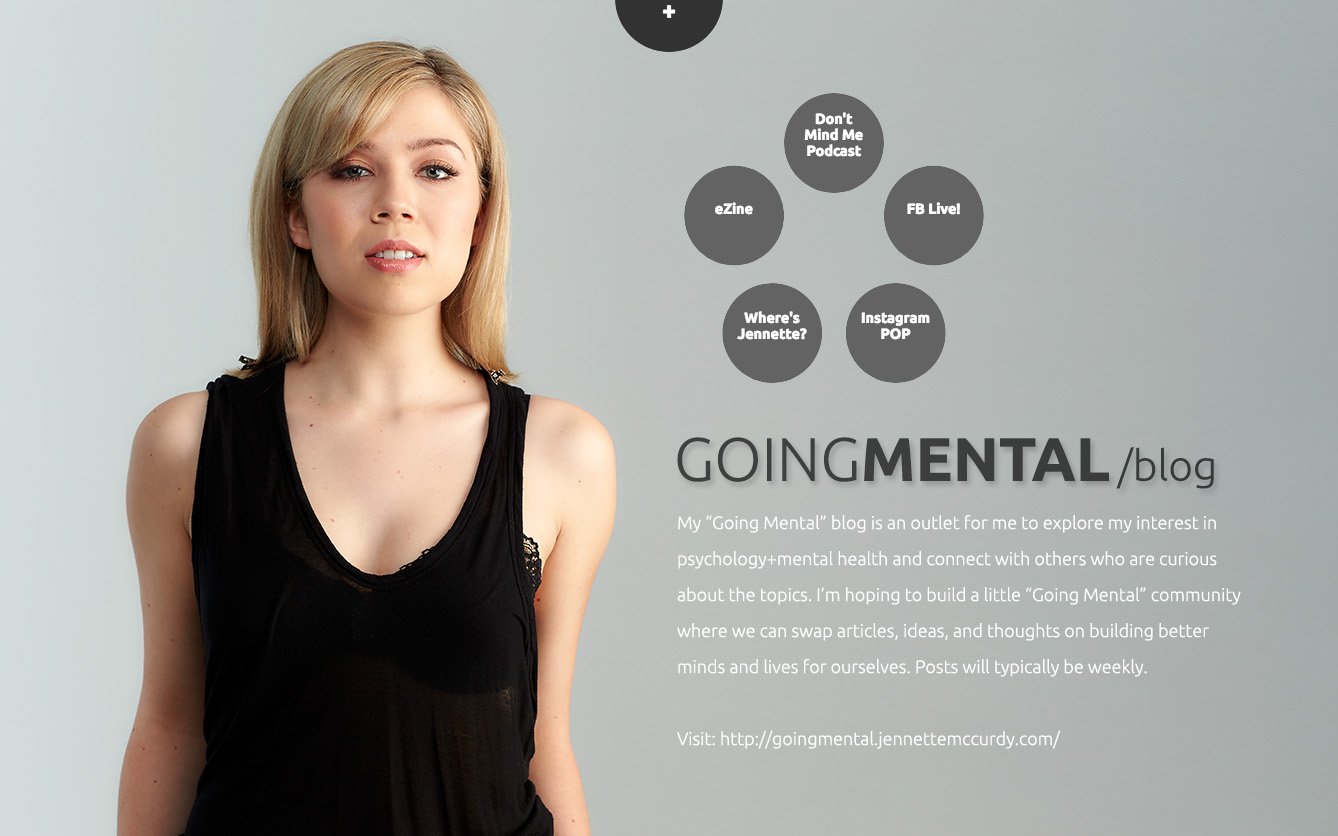 +
Don't
Mind Me
Podcast
eZine
FB Live!
Where's
Jennette?
Instagram
POP
GOINGMENTAL/blog
My “Going Mental” blog is an outlet for me to explore my interest in
psychology+mental health and connect with others who are curious
about the topics. I’m hoping to build a little “Going Mental” community
where we can swap articles, ideas, and thoughts on building better
minds and lives for ourselves. Posts will typically be weekly.
Visit: http://goingmental.jennettemccurdy.com/